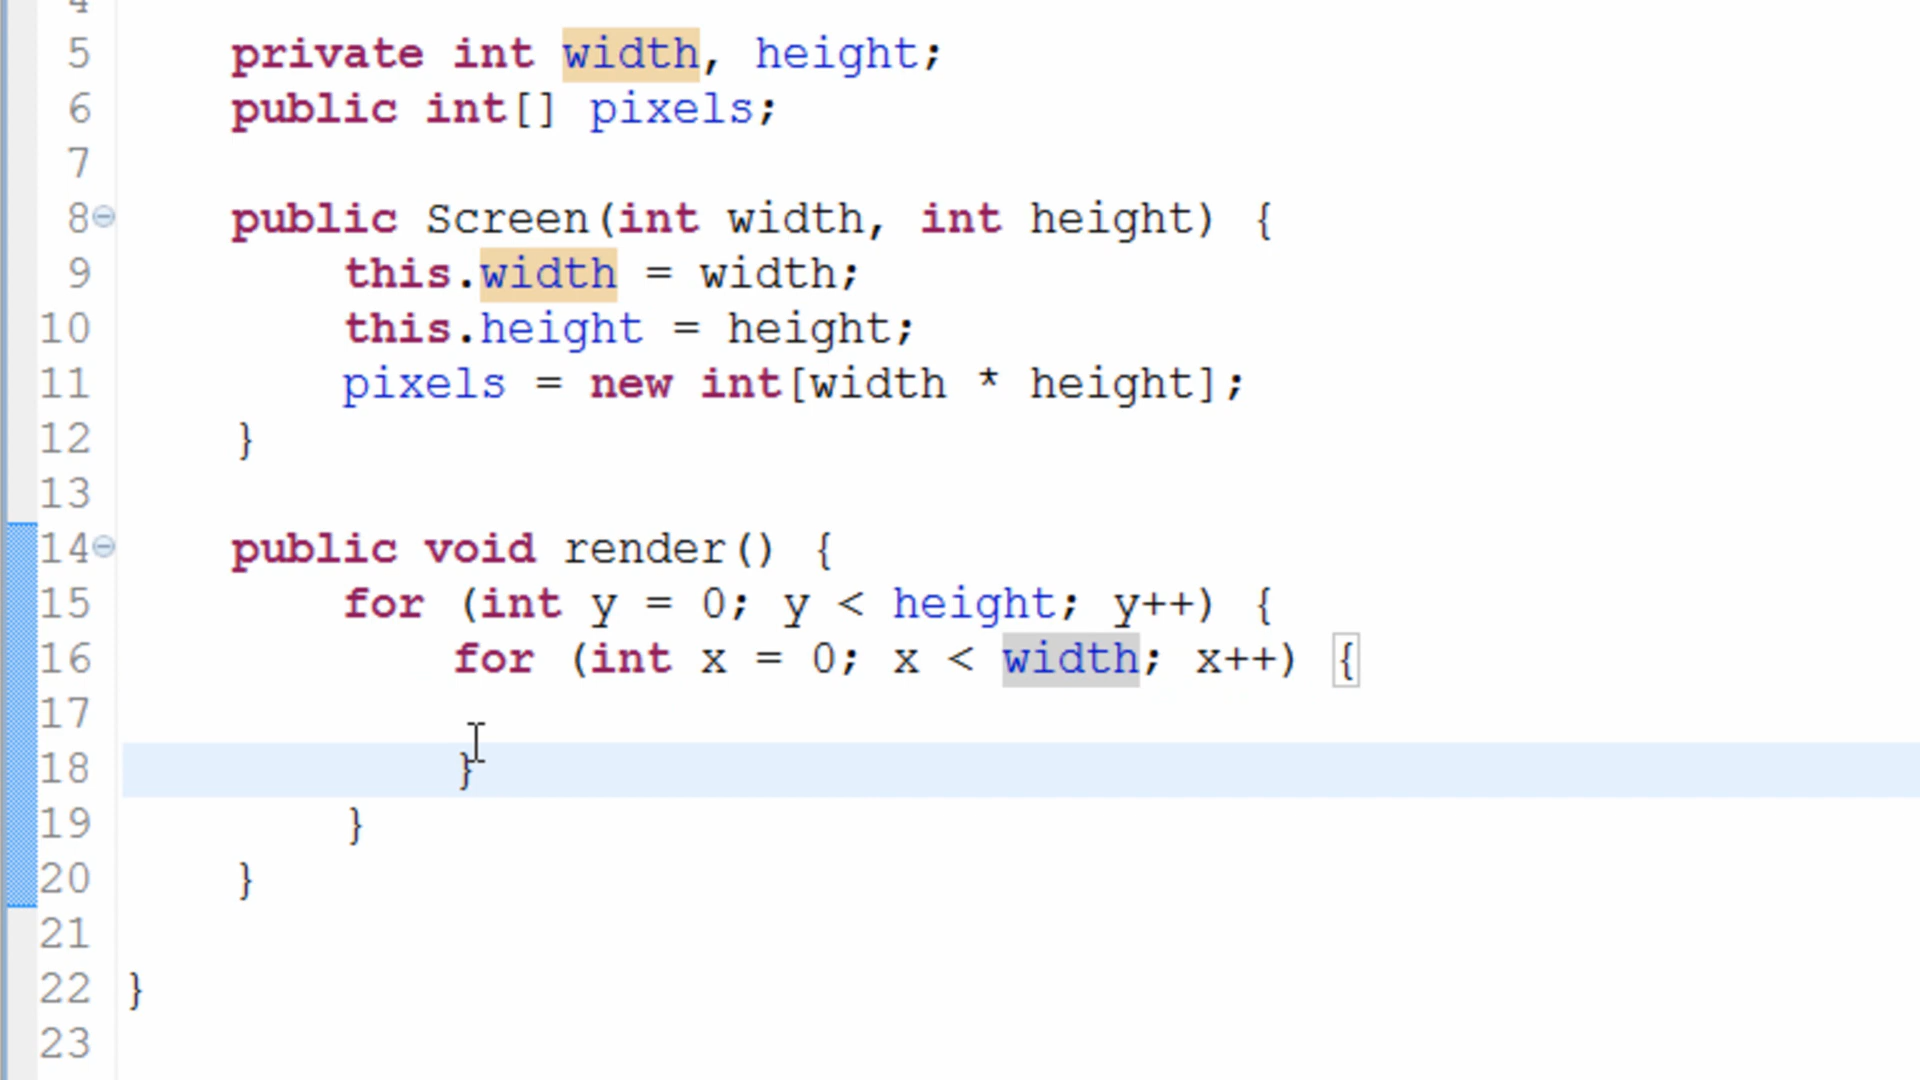 4
5 private int width, height;
6 public int[] pixels;
7
8 public Screen(int width, int height) {
9 this.width = width;
10 this.height = height;
11 pixels = new int[width * height];
12 }
13
14 public void render() {
15 for (int y = 0; y < height; y++) {
16 for (int x = 0; x < width; x++) {
17
18 }
19 }
20 }
21
22 }
23